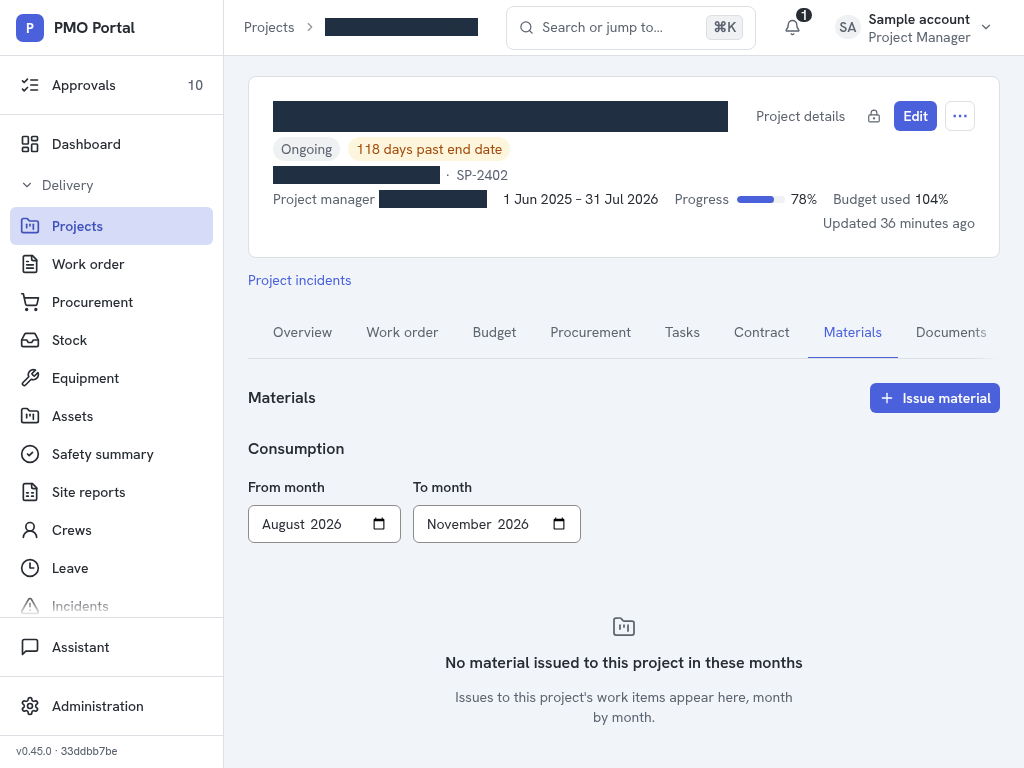 P PMO Portal
Projects
Search or jump to...
⌘K
1
SA
Sample account
Project Manager
Approvals 10
Dashboard
Delivery
Projects
Work order
Procurement
Stock
Equipment
Assets
Safety summary
Site reports
Crews
Leave
Incidents
Assistant
Administration
v0.45.0 · 33ddbb7be
Project details
Edit
Ongoing
118 days past end date
· SP-2402
Project manager
1 Jun 2025 – 31 Jul 2026
Progress 78%
Budget used 104%
Updated 36 minutes ago
Project incidents
Overview
Work order
Budget
Procurement
Tasks
Contract
Materials
Documents
Materials
Issue material
Consumption
From month
To month
August 2026
November 2026
No material issued to this project in these months
Issues to this project's work items appear here, month
by month.